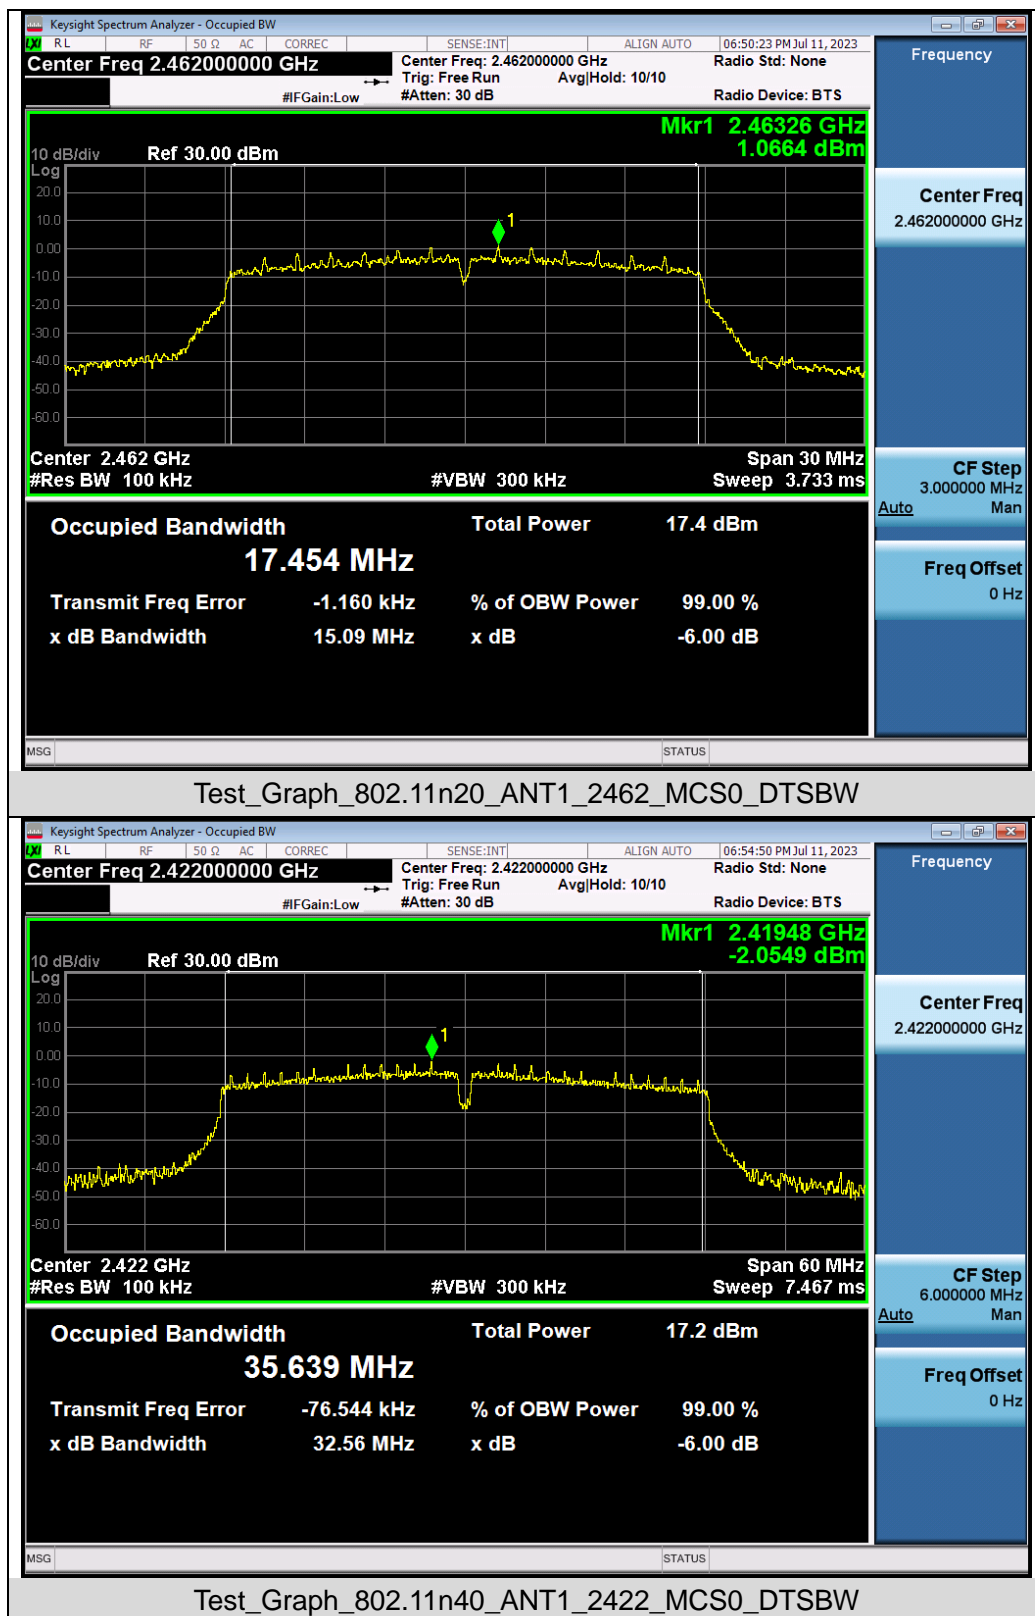 Keysight Spectrum Analyzer - Occupied BW
LXI RL RF 50 Ω AC CORREC SENSE:INT ALIGN AUTO 06:50:23 PM Jul 11, 2023
Center Freq 2.462000000 GHz
Center Freq: 2.462000000 GHz
Radio Std: None
Trig: Free Run Avg|Hold: 10/10
#IFGain:Low
#Atten: 30 dB
Radio Device: BTS
Frequency
Mkr1 2.46326 GHz
1.0664 dBm
10 dB/div Ref 30.00 dBm
Log
20.0
10.0
0.00
-10.0
-20.0
-30.0
-40.0
-50.0
-60.0
1
Center 2.462 GHz
Span 30 MHz
#Res BW 100 kHz
#VBW 300 kHz
Sweep 3.733 ms
Center Freq
2.462000000 GHz
CF Step
3.000000 MHz
Auto Man
Freq Offset
0 Hz
Occupied Bandwidth
Total Power 17.4 dBm
17.454 MHz
Transmit Freq Error -1.160 kHz % of OBW Power 99.00 %
x dB Bandwidth 15.09 MHz x dB -6.00 dB
MSG STATUS
Test_Graph_802.11n20_ANT1_2462_MCS0_DTSBW
Keysight Spectrum Analyzer - Occupied BW
LXI RL RF 50 Ω AC CORREC SENSE:INT ALIGN AUTO 06:54:50 PM Jul 11, 2023
Center Freq 2.422000000 GHz
Center Freq: 2.422000000 GHz
Radio Std: None
Trig: Free Run Avg|Hold: 10/10
#IFGain:Low
#Atten: 30 dB
Radio Device: BTS
Frequency
Mkr1 2.41948 GHz
-2.0549 dBm
10 dB/div Ref 30.00 dBm
Log
20.0
10.0
0.00
-10.0
-20.0
-30.0
-40.0
-50.0
-60.0
1
Center 2.422 GHz
Span 60 MHz
#Res BW 100 kHz
#VBW 300 kHz
Sweep 7.467 ms
Center Freq
2.422000000 GHz
CF Step
6.000000 MHz
Auto Man
Freq Offset
0 Hz
Occupied Bandwidth
Total Power 17.2 dBm
35.639 MHz
Transmit Freq Error -76.544 kHz % of OBW Power 99.00 %
x dB Bandwidth 32.56 MHz x dB -6.00 dB
MSG STATUS
Test_Graph_802.11n40_ANT1_2422_MCS0_DTSBW